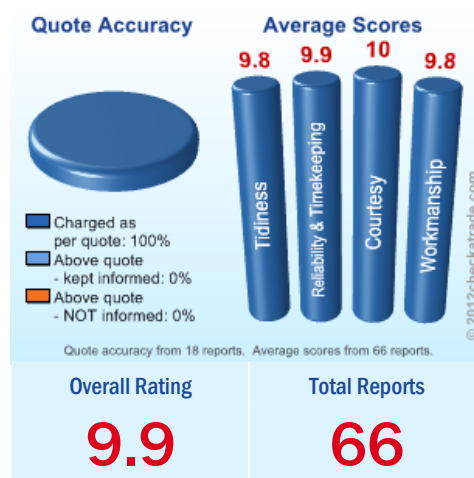 Quote Accuracy
Average Scores
9.8
9.9
10
9.8
Tidiness
Reliability & Timekeeping
Courtesy
Workmanship
Charged as
per quote: 100%
Above quote
- kept informed: 0%
Above quote
- NOT informed: 0%
© 2012checkatrade.com
Quote accuracy from 18 reports. Average scores from 66 reports.
Overall Rating
Total Reports
9.9
66